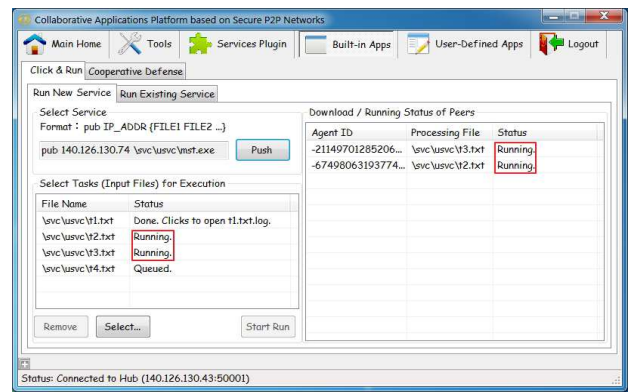 Collaborative Applications Platform based on Secure P2P Networks
Main Home Tools Services Plugin Built-in Apps User-Defined Apps Logout
Click & Run Cooperative Defense
Run New Service Run Existing Service
Select Service
Format : pub IP_ADDR {FILE1 FILE2 ...}
pub 140.126.130.74 \svc\usvc\mst.exe Push
Select Tasks (Input Files) for Execution
File Name Status
\svc\usvc\t1.txt Done. Clicks to open t1.txt.log.
\svc\usvc\t2.txt Running.
\svc\usvc\t3.txt Running.
\svc\usvc\t4.txt Queued.
Remove Select... Start Run
Download / Running Status of Peers
Agent ID Processing File Status
-21149701285206... \svc\usvc\t3.txt Running.
-67498063193774... \svc\usvc\t2.txt Running.
Status: Connected to Hub (140.126.130.43:50001)